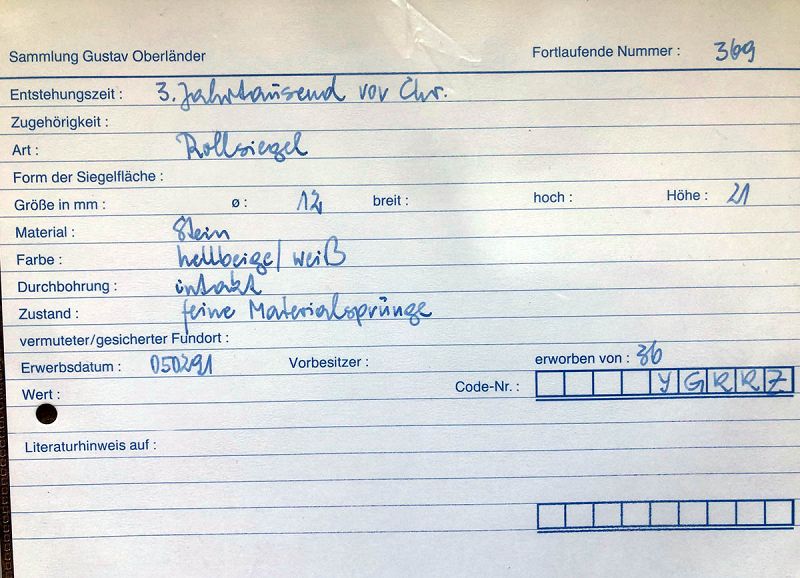 Sammlung Gustav Oberländer Fortlaufende Nummer : 369
Entstehungszeit : 3. Jahrtausend vor Chr.
Zugehörigkeit :
Art : Rollsiegel
Form der Siegelfläche :
Größe in mm : ø : 12 breit : hoch : Höhe : 21
Material : Stein
Farbe : hellbeige/ weiß
Durchbohrung : intakt
Zustand : feine Materialsprünge
vermuteter/gesicherter Fundort :
Erwerbsdatum : 050291 Vorbesitzer : erworben von : 36
Wert : Code-Nr. : YGRRZ
Literaturhinweis auf :